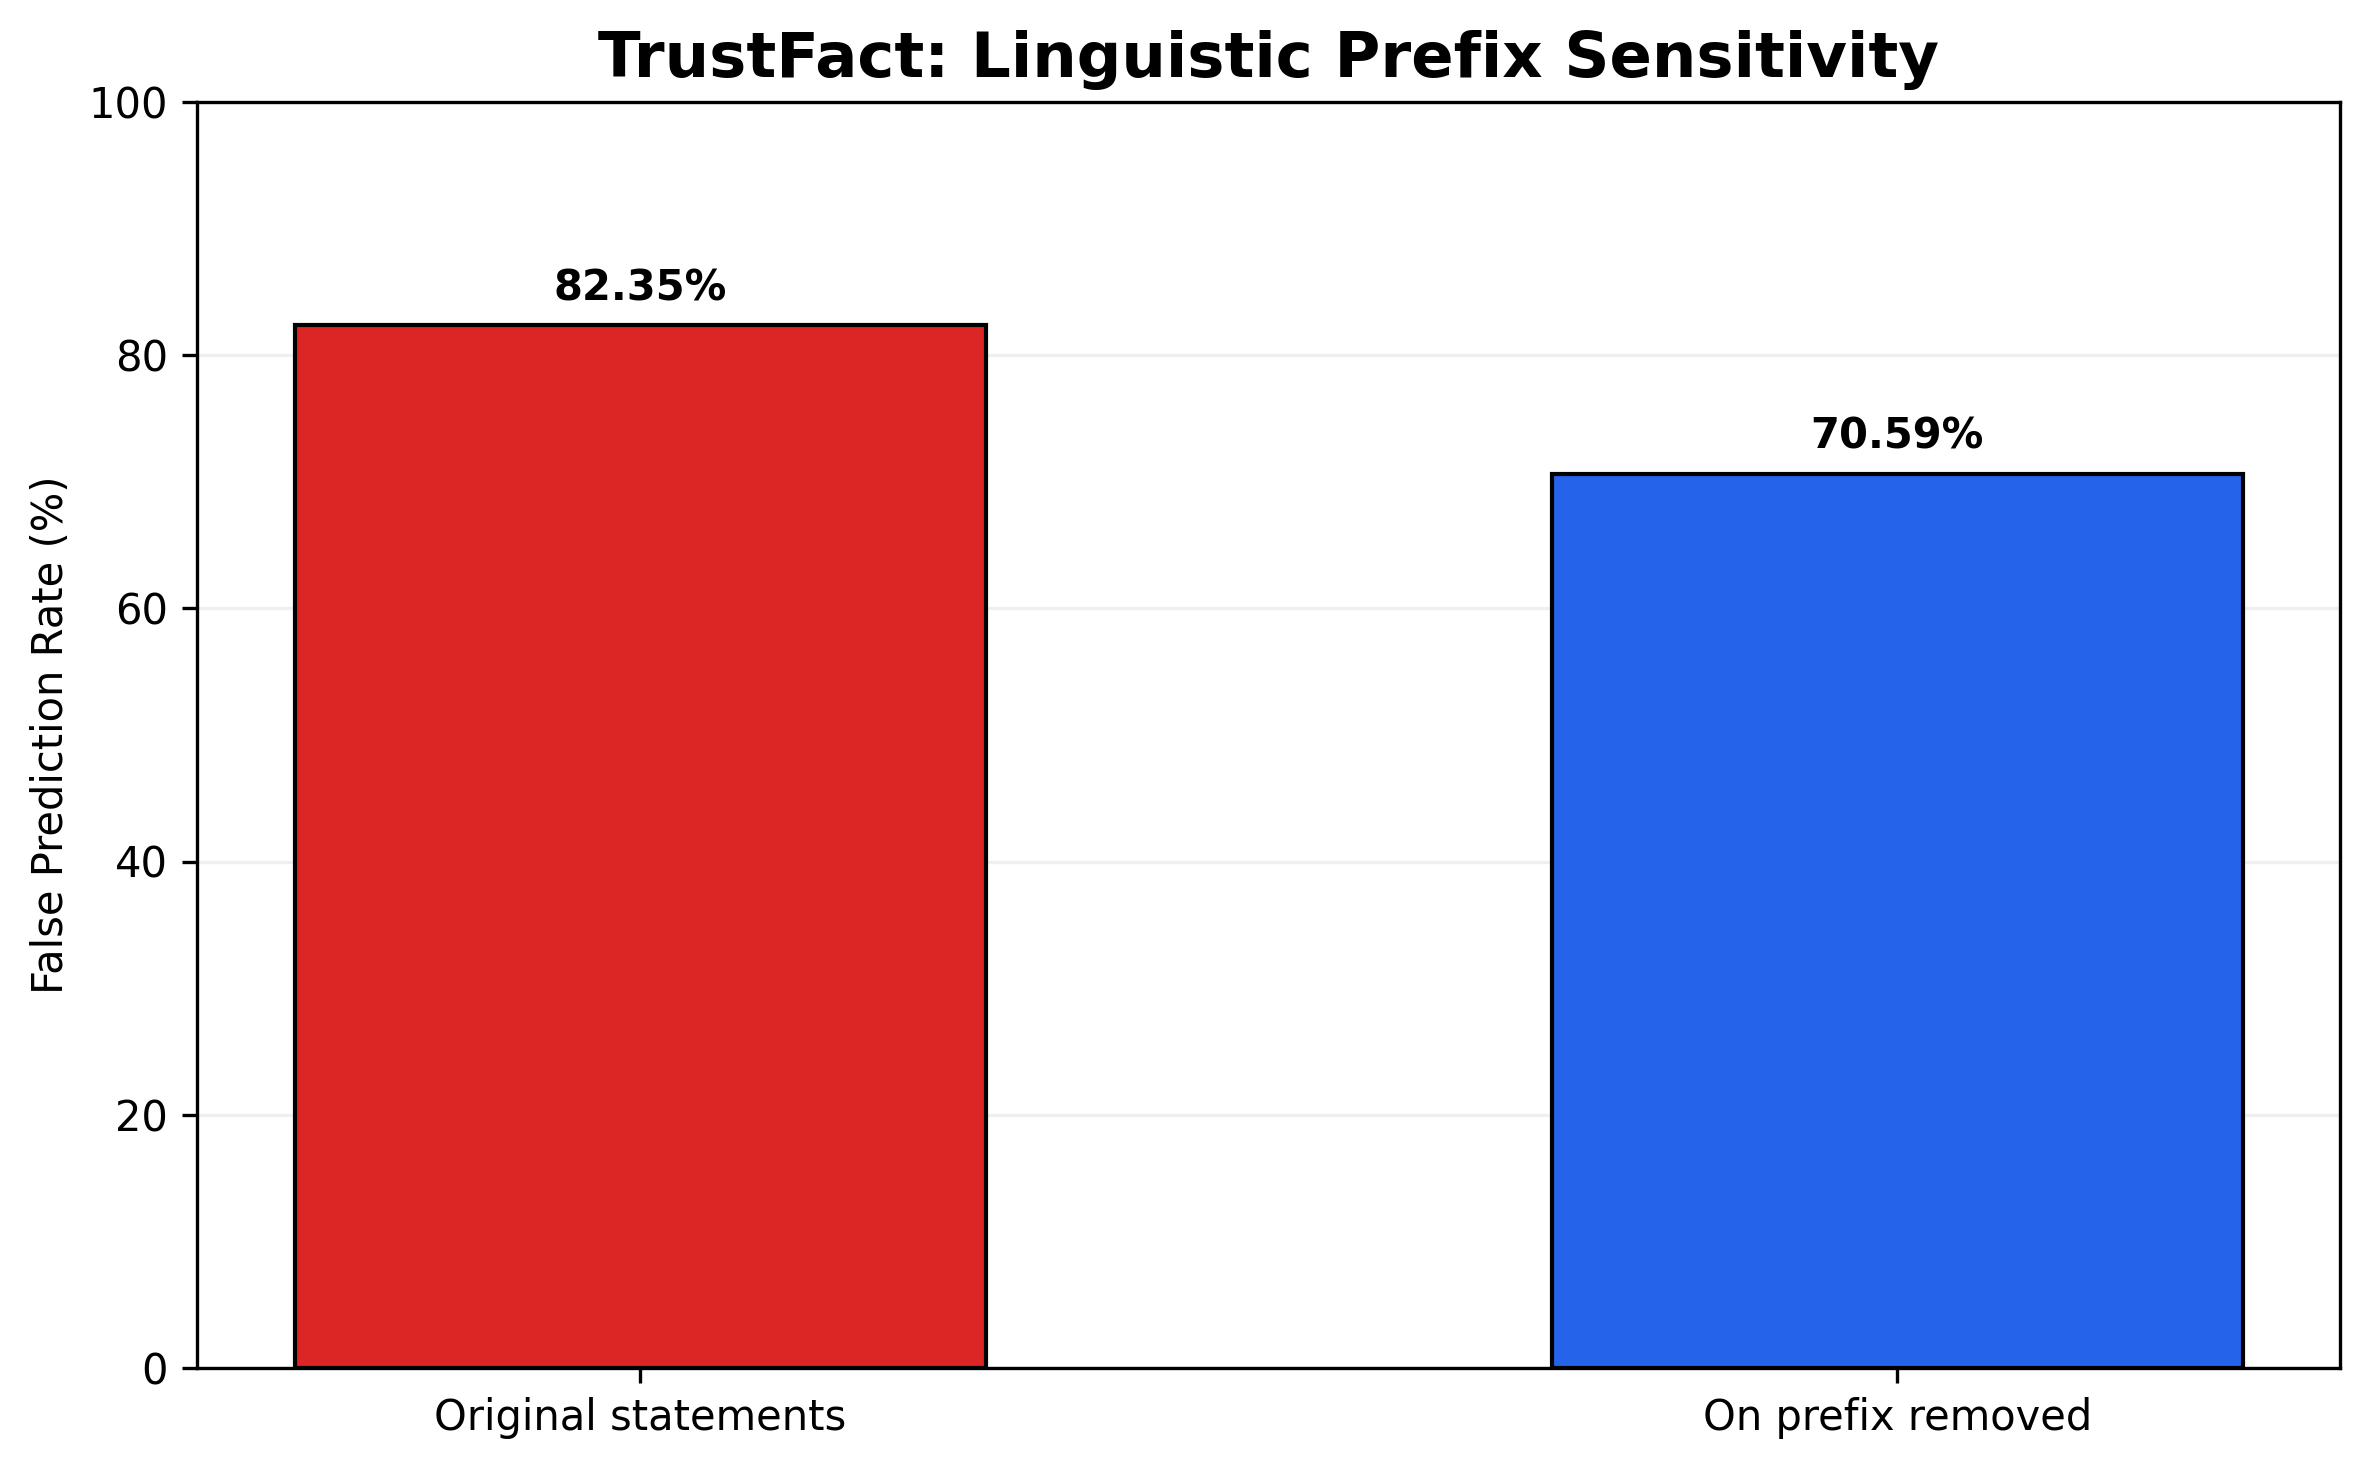 TrustFact: Linguistic Prefix Sensitivity
False Prediction Rate (%)
100
80
60
40
20
0
82.35%
70.59%
Original statements
On prefix removed